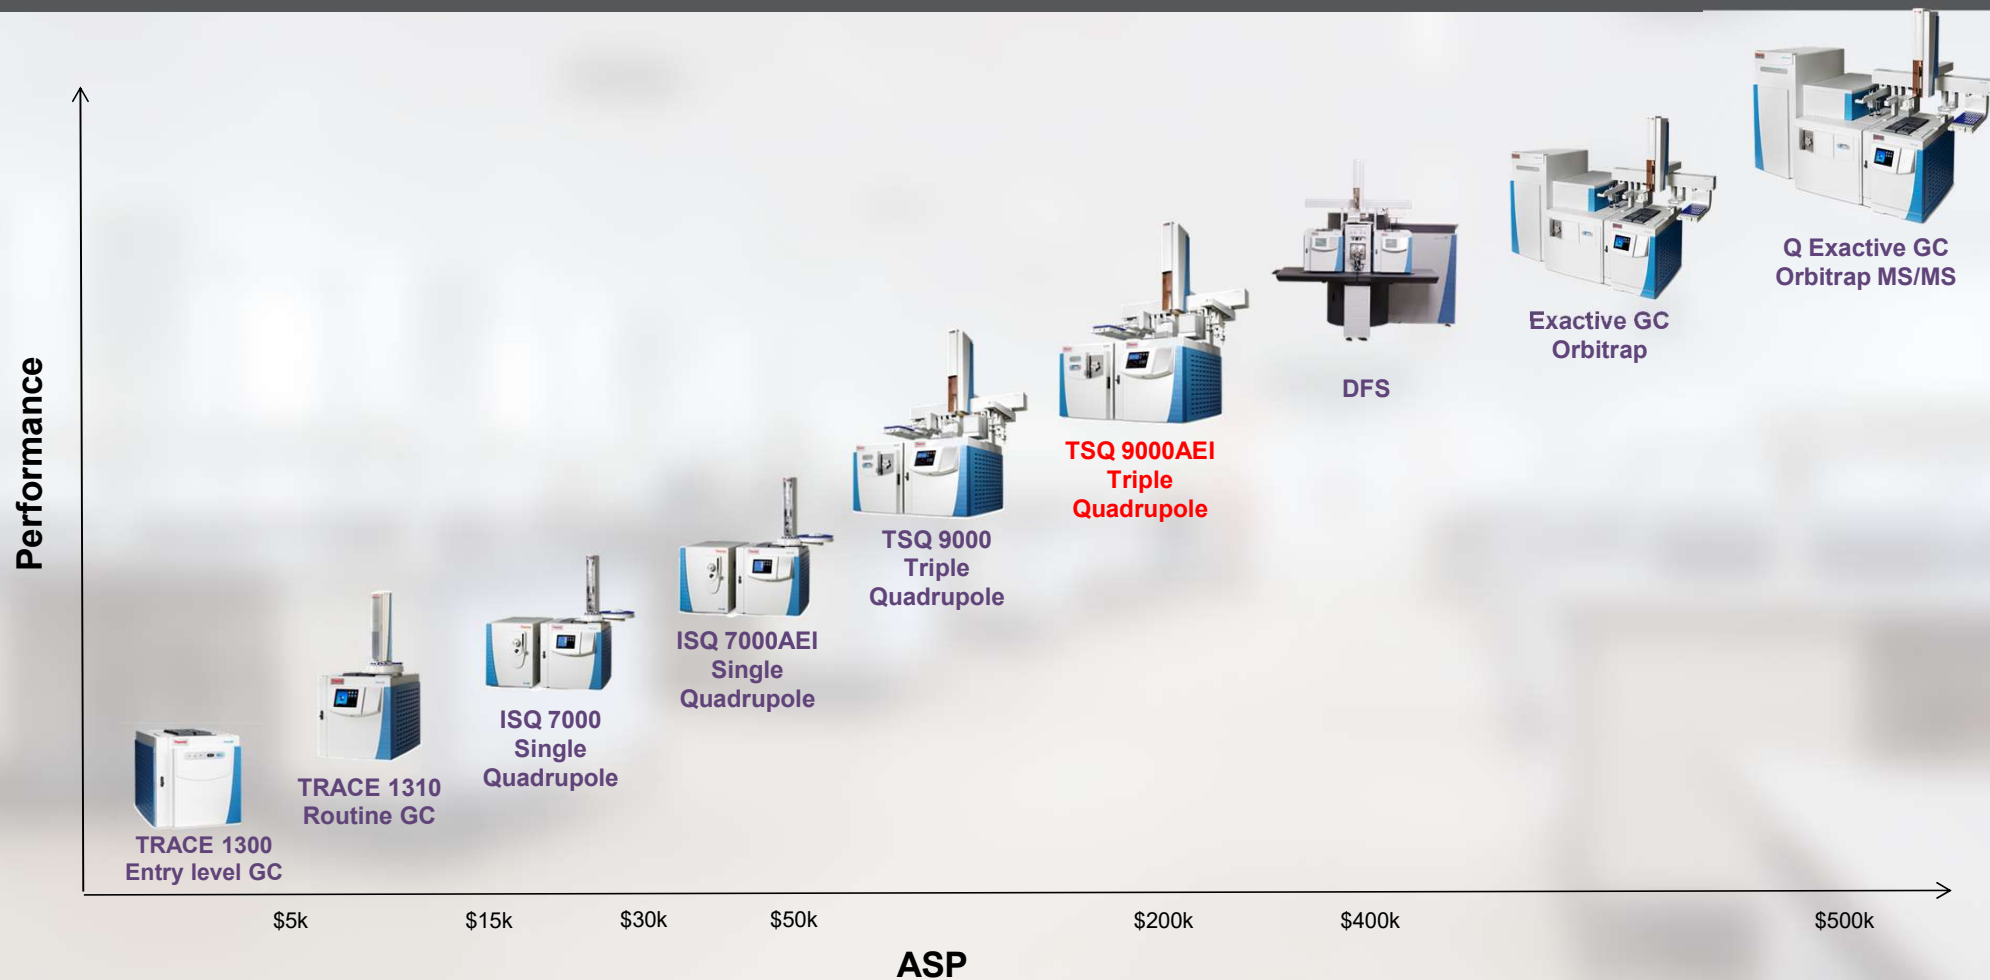 Performance
TRACE 1300
Entry level GC
TRACE 1310
Routine GC
ISQ 7000
Single
Quadrupole
ISQ 7000AEI
Single
Quadrupole
TSQ 9000
Triple
Quadrupole
TSQ 9000AEI
Triple
Quadrupole
DFS
Exactive GC
Orbitrap
Q Exactive GC
Orbitrap MS/MS
$5k
$15k
$30k
$50k
$200k
$400k
$500k
ASP